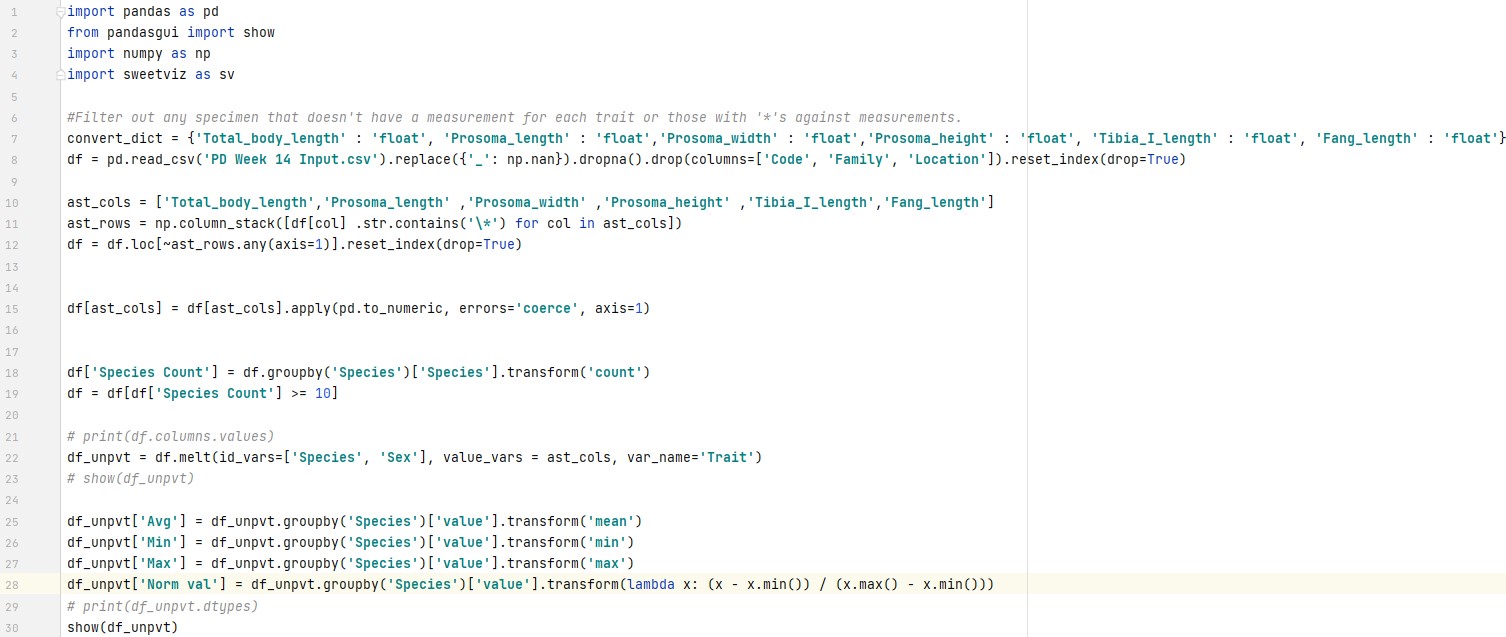 1 import pandas as pd
2 from pandasgui import show
3 import numpy as np
4 import sweetviz as sv
5
6 #Filter out any specimen that doesn't have a measurement for each trait or those with '*'s against measurements.
7 convert_dict = {'Total_body_length' : 'float', 'Prosoma_length' : 'float','Prosoma_width' : 'float','Prosoma_height' : 'float', 'Tibia_I_length' : 'float', 'Fang_length' : 'float'}
8 df = pd.read_csv('PD Week 14 Input.csv').replace({'_': np.nan}).dropna().drop(columns=['Code', 'Family', 'Location']).reset_index(drop=True)
9
10 ast_cols = ['Total_body_length','Prosoma_length' ,'Prosoma_width' ,'Prosoma_height' ,'Tibia_I_length','Fang_length']
11 ast_rows = np.column_stack([df[col] .str.contains('\*') for col in ast_cols])
12 df = df.loc[~ast_rows.any(axis=1)].reset_index(drop=True)
13
14
15 df[ast_cols] = df[ast_cols].apply(pd.to_numeric, errors='coerce', axis=1)
16
17
18 df['Species Count'] = df.groupby('Species')['Species'].transform('count')
19 df = df[df['Species Count'] >= 10]
20
21 # print(df.columns.values)
22 df_unpvt = df.melt(id_vars=['Species', 'Sex'], value_vars = ast_cols, var_name='Trait')
23 # show(df_unpvt)
24
25 df_unpvt['Avg'] = df_unpvt.groupby('Species')['value'].transform('mean')
26 df_unpvt['Min'] = df_unpvt.groupby('Species')['value'].transform('min')
27 df_unpvt['Max'] = df_unpvt.groupby('Species')['value'].transform('max')
28 df_unpvt['Norm val'] = df_unpvt.groupby('Species')['value'].transform(lambda x: (x - x.min()) / (x.max() - x.min()))
29 # print(df_unpvt.dtypes)
30 show(df_unpvt)